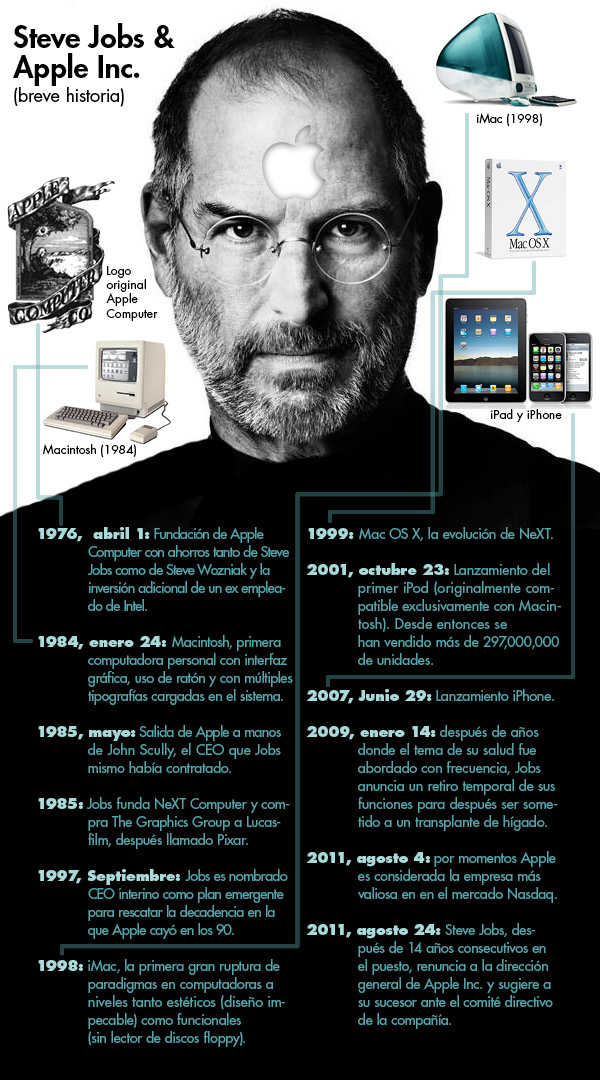 Steve Jobs &
Apple Inc.
(breve historia)
iMac (1998)
Mac OS X
Mac OS X
APPLE
COMPUTER
CO.
Logo
original
Apple
Computer
iPad y iPhone
Macintosh (1984)
1976, abril 1: Fundación de Apple
Computer con ahorros tanto de Steve
Jobs como de Steve Wozniak y la
inversión adicional de un ex emplea-
do de Intel.
1984, enero 24: Macintosh, primera
computadora personal con interfaz
gráfica, uso de ratón y con múltiples
tipografías cargadas en el sistema.
1985, mayo: Salida de Apple a manos
de John Scully, el CEO que Jobs
mismo había contratado.
1985: Jobs funda NeXT Computer y com-
pra The Graphics Group a Lucas-
film, después llamado Pixar.
1997, Septiembre: Jobs es nombrado
CEO interino como plan emergente
para rescatar la decadencia en la
que Apple cayó en los 90.
1998: iMac, la primera gran ruptura de
paradigmas en computadoras a
niveles tanto estéticos (diseño im-
pecable) como funcionales
(sin lector de discos floppy).
1999: Mac OS X, la evolución de NeXT.
2001, octubre 23: Lanzamiento del
primer iPod (originalmente com-
patible exclusivamente con Macin-
tosh). Desde entonces se
han vendido más de 297,000,000
de unidades.
2007, Junio 29: Lanzamiento iPhone.
2009, enero 14: después de años
donde el tema de su salud fue
abordado con frecuencia, Jobs
anuncia un retiro temporal de sus
funciones para después ser some-
tido a un transplante de hígado.
2011, agosto 4: por momentos Apple
es considerada la empresa más
valiosa en en el mercado Nasdaq.
2011, agosto 24: Steve Jobs, des-
pués de 14 años consecutivos en
el puesto, renuncia a la dirección
general de Apple Inc. y sugiere a
su sucesor ante el comité directivo
de la compañía.